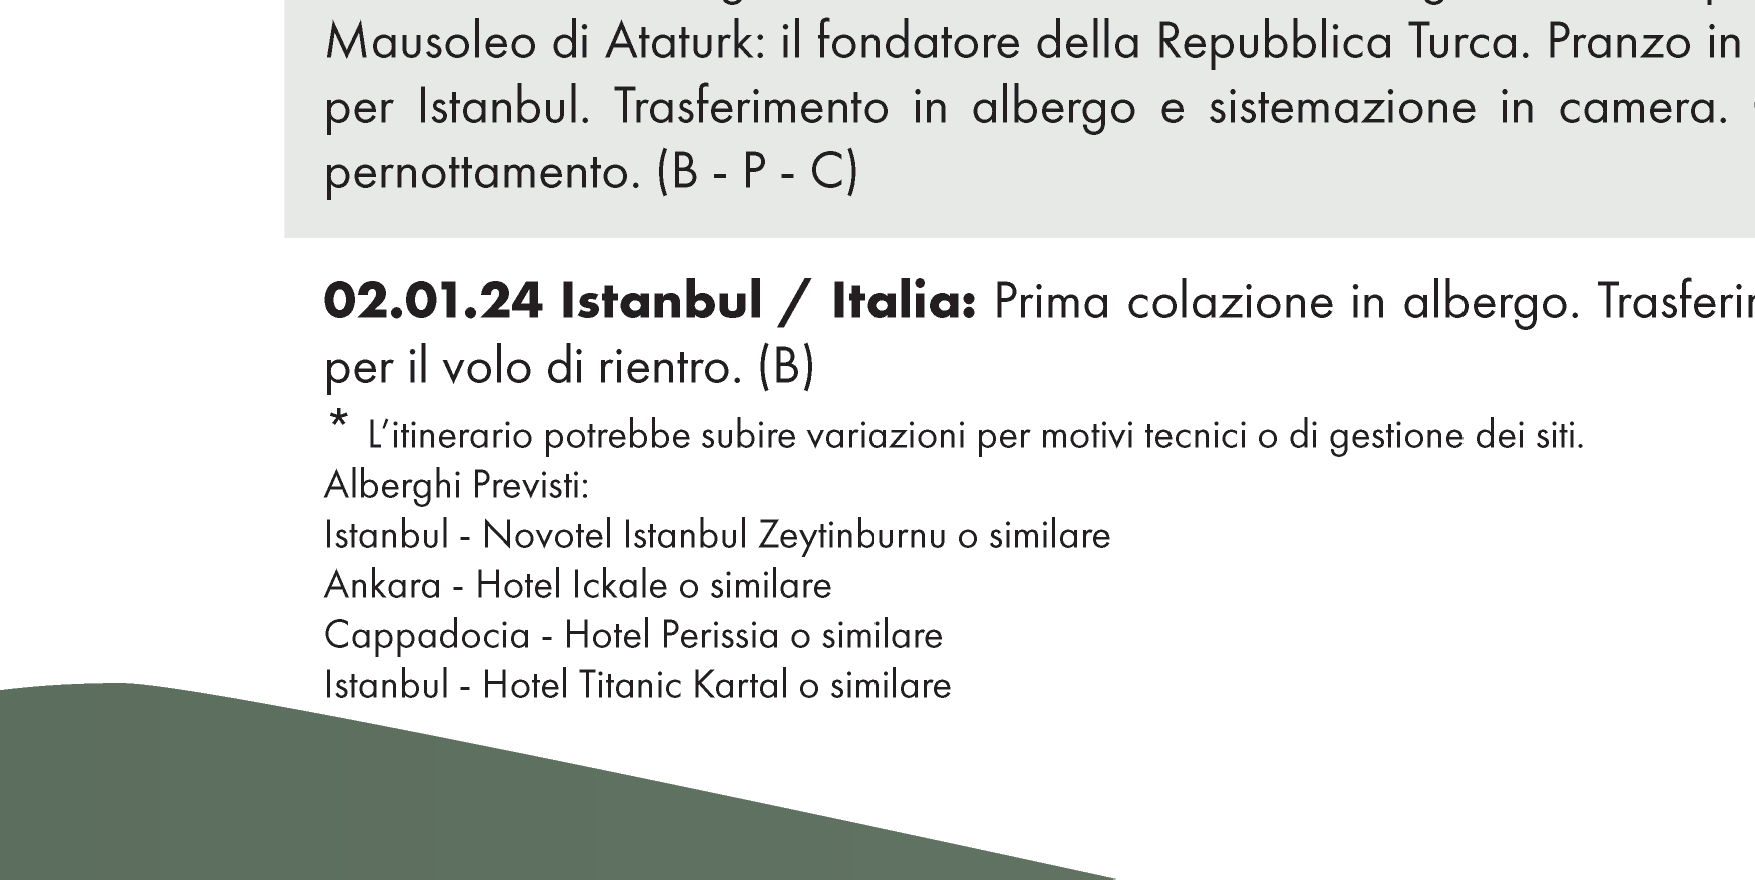 Mausoleo di Ataturk: il fondatore della Repubblica Turca. Pranzo in
per Istanbul. Trasferimento in albergo e sistemazione in camera.
pernottamento. (B - P - C)
02.01.24 Istanbul / Italia: Prima colazione in albergo.
per il volo di rientro. (B)
* L’itinerario potrebbe subire variazioni per motivi tecnici o di gestione dei siti.
Alberghi Previsti:
Istanbul - Novotel Istanbul Zeytinburnu o similare
Ankara - Hotel Ickale o similare
Cappadocia - Hotel Perissia o similare
Istanbul - Hotel Titanic Kartal o similare